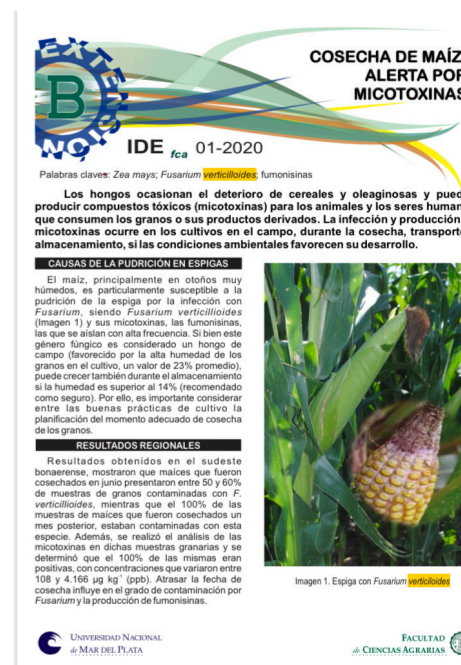 EXTENSION
B
COSECHA DE MAÍZ
ALERTA POR
MICOTOXINAS
IDE fca 01-2020
Palabras claves: Zea mays; Fusarium verticilloides; fumonisinas
Los hongos ocasionan el deterioro de cereales y oleaginosas y pued
producir compuestos tóxicos (micotoxinas) para los animales y los seres human
que consumen los granos o sus productos derivados. La infección y producción
micotoxinas ocurre en los cultivos en el campo, durante la cosecha, transport
almacenamiento, si las condiciones ambientales favorecen su desarrollo.
CAUSAS DE LA PUDRICIÓN EN ESPIGAS
El maíz, principalmente en otoños muy
húmedos, es particularmente susceptible a la
pudrición de la espiga por la infección con
Fusarium, siendo Fusarium verticillioides
(Imagen 1) y sus micotoxinas, las fumonisinas,
las que se aíslan con alta frecuencia. Si bien este
género fúngico es considerado un hongo de
campo (favorecido por la alta humedad de los
granos en el cultivo, un valor de 23% promedio),
puede crecer también durante el almacenamiento
si la humedad es superior al 14% (recomendado
como seguro). Por ello, es importante considerar
entre las buenas prácticas de cultivo la
planificación del momento adecuado de cosecha
de los granos.
RESULTADOS REGIONALES
Resultados obtenidos en el sudeste
bonaerense, mostraron que maíces que fueron
cosechados en junio presentaron entre 50 y 60%
de muestras de granos contaminadas con F.
verticillioides, mientras que el 100% de las
muestras de maíces que fueron cosechados un
mes posterior, estaban contaminadas con esta
especie. Además, se realizó el análisis de las
micotoxinas en dichas muestras granarias y se
determinó que el 100% de las mismas eran
positivas, con concentraciones que variaron entre
108 y 4.166 µg kg⁻¹ (ppb). Atrasar la fecha de
cosecha influye en el grado de contaminación por
Fusarium y la producción de fumonisinas.
Imagen 1. Espiga con Fusarium verticiloides
UNIVERSIDAD NACIONAL
de MAR DEL PLATA
FACULTAD
de CIENCIAS AGRARIAS